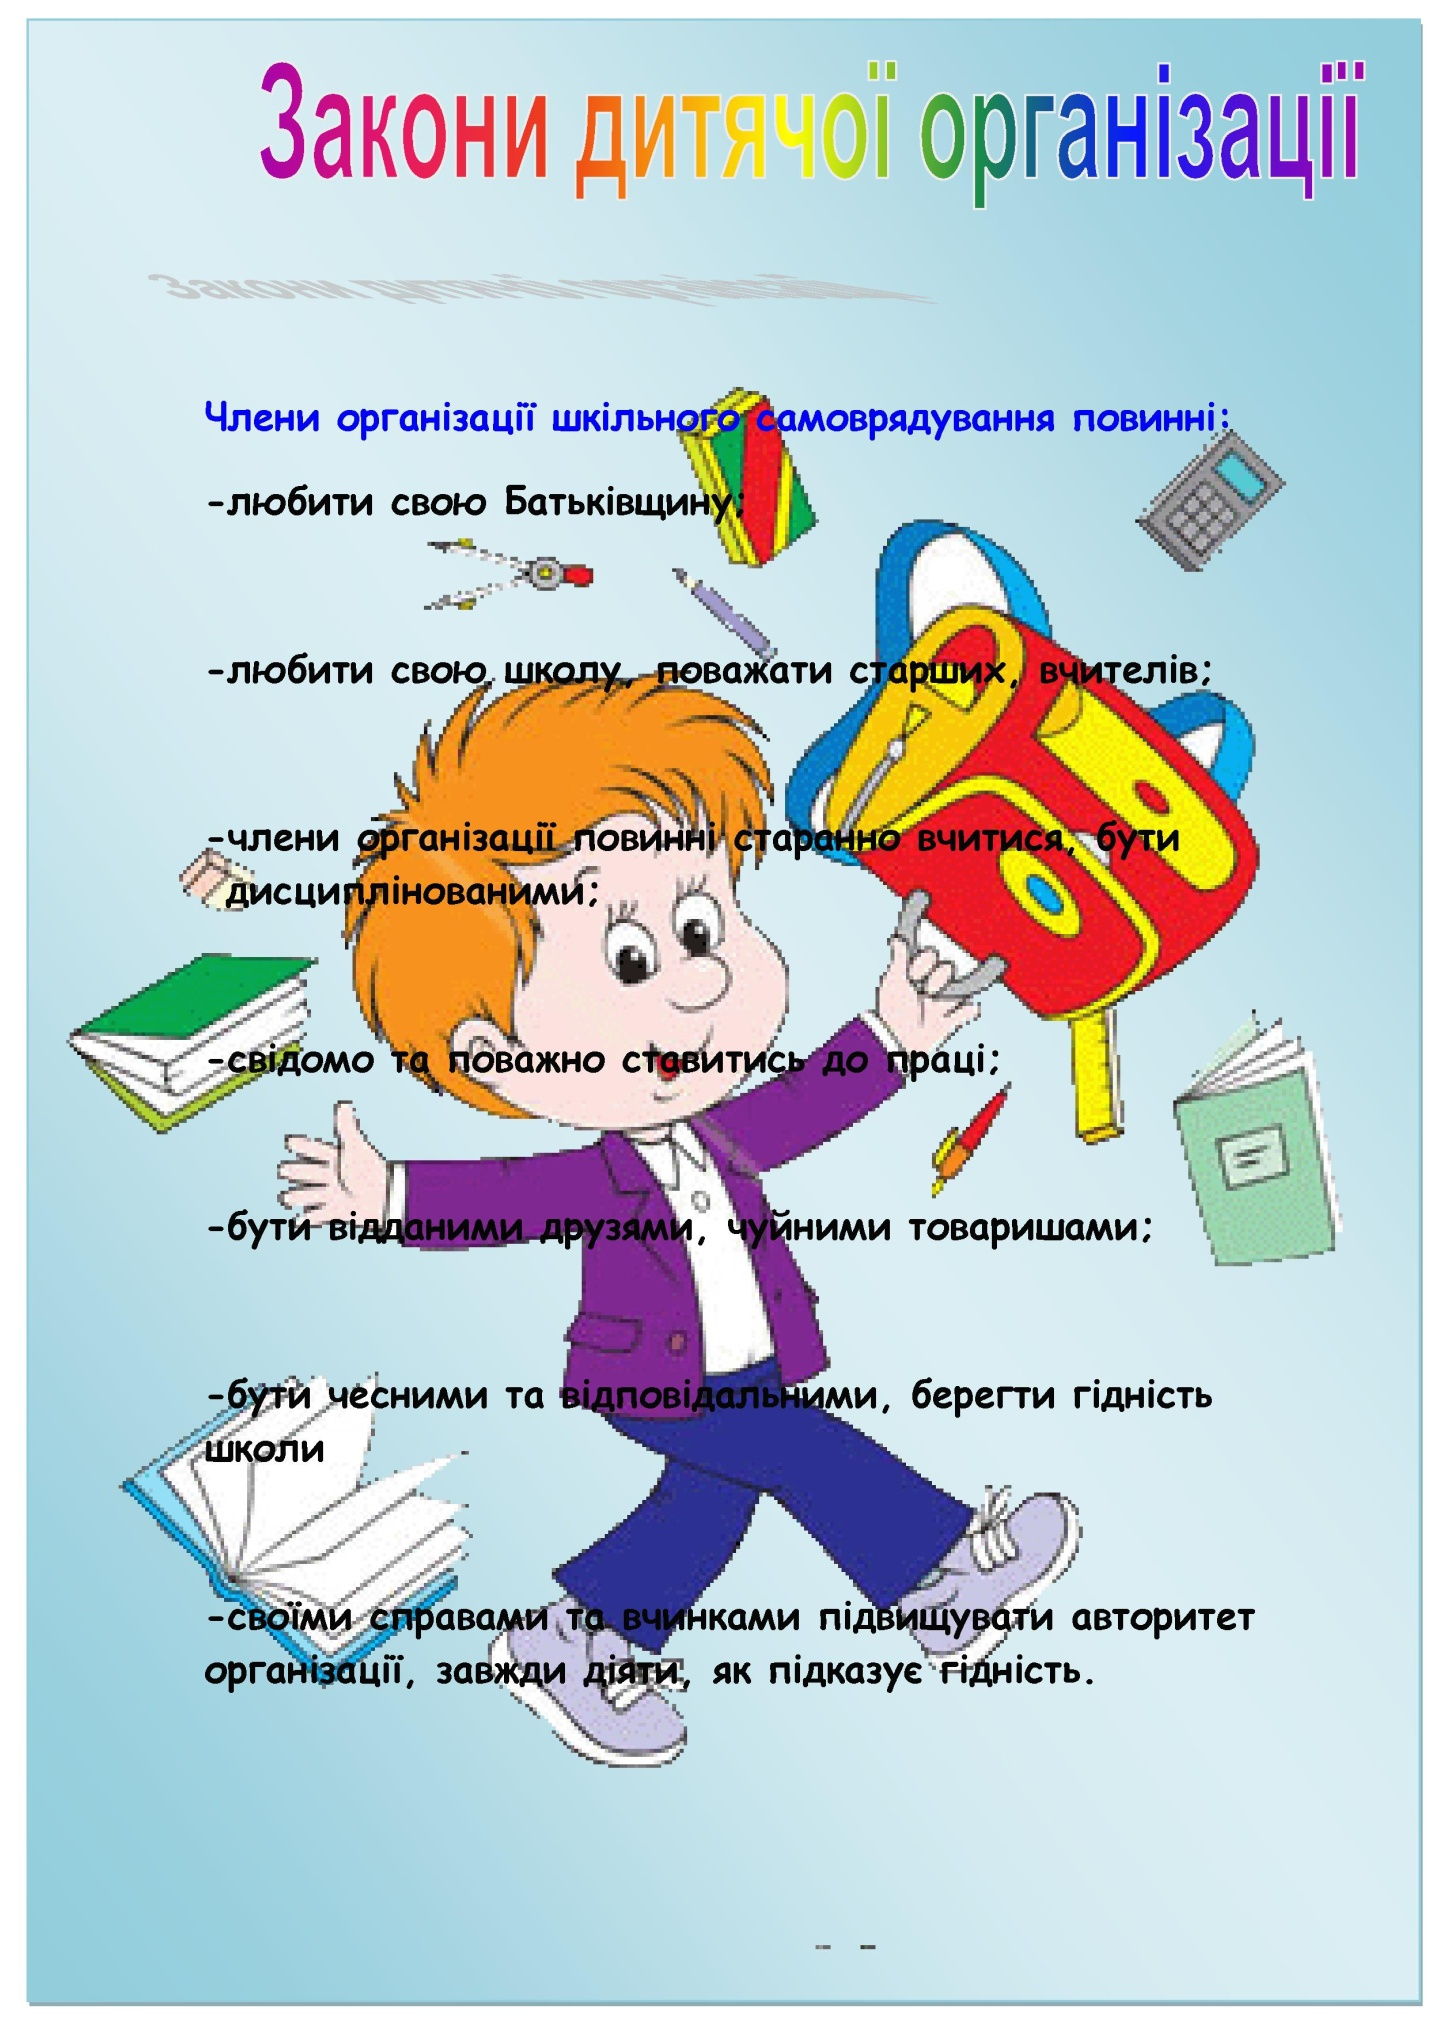 Закони дитячої організації
Члени організації шкільного самоврядування повинні:
-любити свою Батьківщину;
-любити свою школу, поважати старших, вчителів;
-члени організації повинні старанно вчитися, бути
дисциплінованими;
-свідомо та поважно ставитись до праці;
-бути відданими друзями, чуйними товаришами;
-бути чесними та відповідальними, берегти гідність
школи
-своїми справами та вчинками підвищувати авторитет
організації, завжди діяти, як підказує гідність.